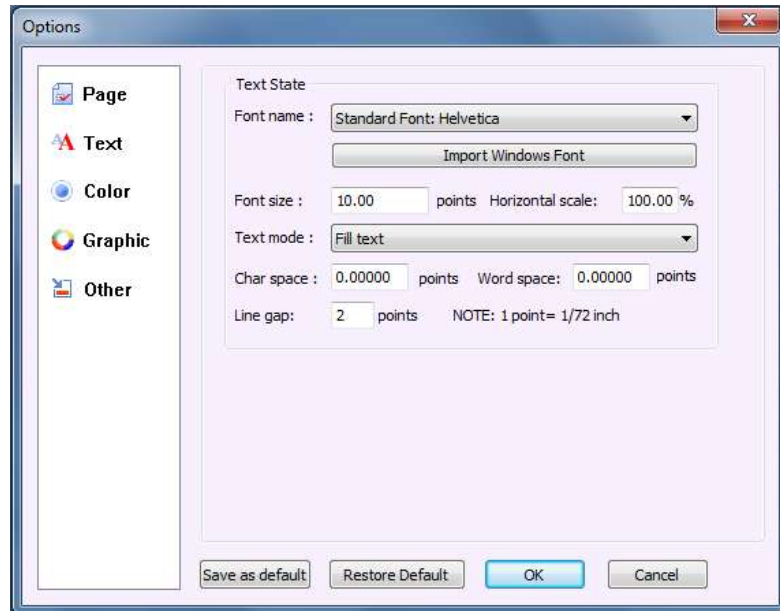 Options
Page
Text
Color
Graphic
Other
Text State
Font name :
Standard Font: Helvetica
Import Windows Font
Font size : 10.00 points Horizontal scale: 100.00 %
Text mode : Fill text
Char space : 0.00000 points Word space: 0.00000 points
Line gap: 2 points NOTE: 1 point= 1/72 inch
Save as default Restore Default OK Cancel